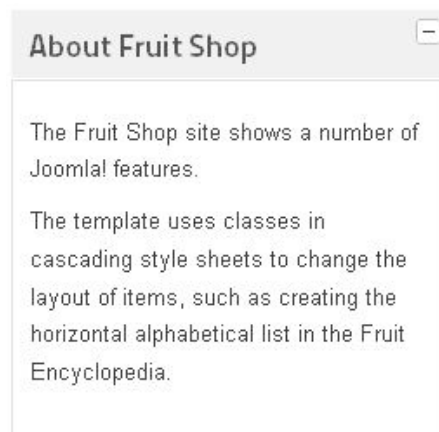 About Fruit Shop
The Fruit Shop site shows a number of
Joomla! features.
The template uses classes in
cascading style sheets to change the
layout of items, such as creating the
horizontal alphabetical list in the Fruit
Encyclopedia.